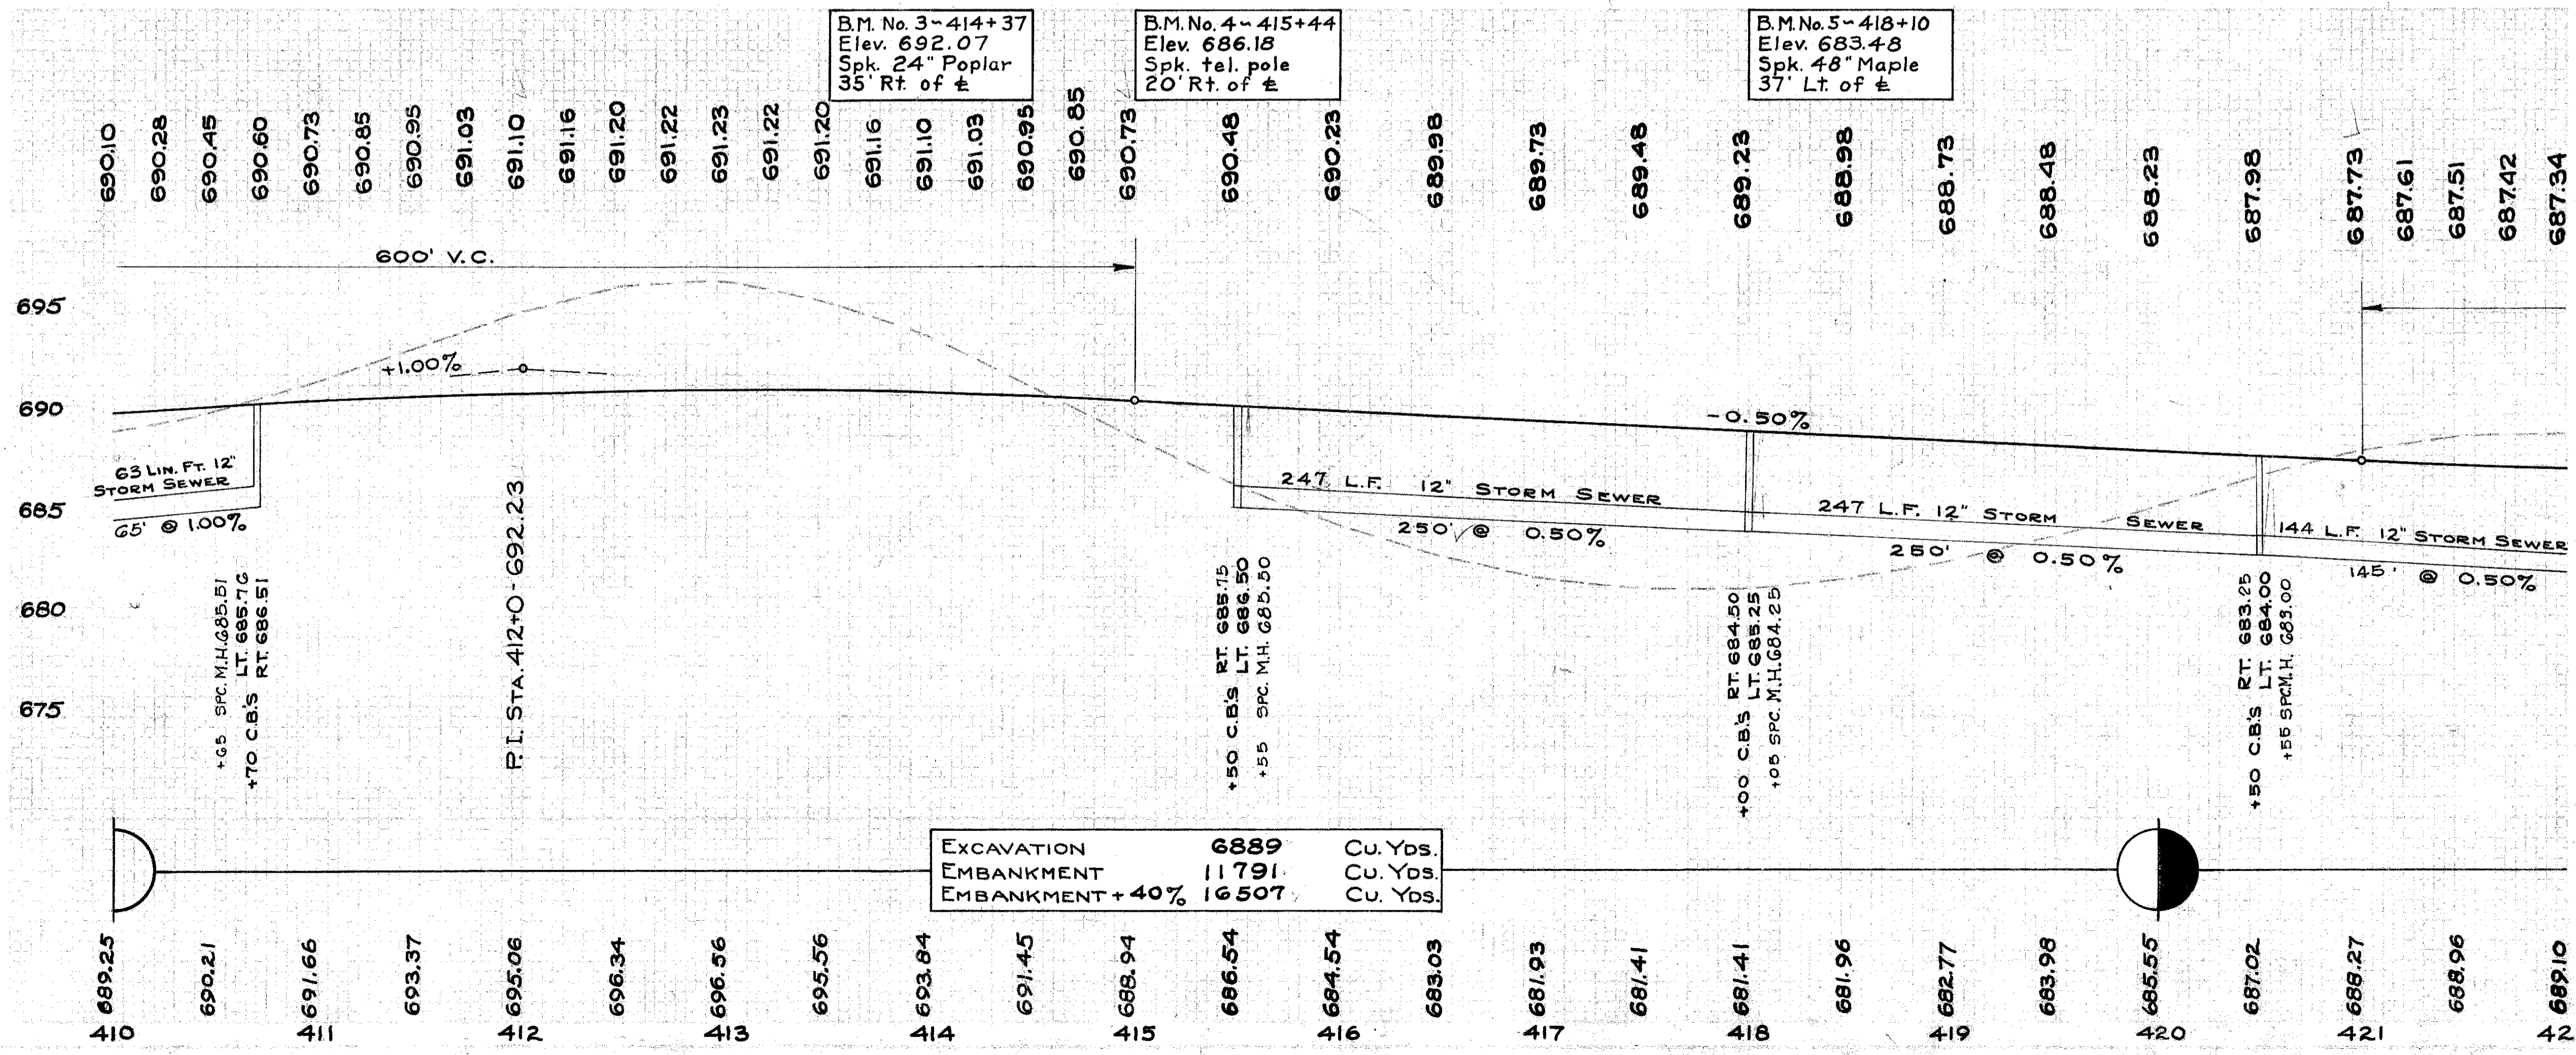 B.M. No. 3~414+37
Elev. 692.07
Spk. 24" Poplar
35' Rt. of ℄
B.M. No. 4~415+44
Elev. 686.18
Spk. tel. pole
20' Rt. of ℄
B.M. No. 5~418+10
Elev. 683.48
Spk. 48" Maple
37' Lt. of ℄
690.10
690.28
690.45
690.60
690.73
690.85
690.95
691.03
691.10
691.16
691.20
691.22
691.23
691.22
691.20
691.16
691.10
691.03
690.95
690.85
690.73
690.48
690.23
689.98
689.73
689.48
689.23
688.98
688.73
688.48
688.23
687.98
687.73
687.61
687.51
687.42
687.34
600' V.C.
695
690
685
680
675
+1.00%
-0.50%
63 LIN. FT. 12"
STORM SEWER
65' @ 1.00%
247 L.F. 12" STORM SEWER
250' @ 0.50%
247 L.F. 12" STORM SEWER
250' @ 0.50%
144 L.F. 12" STORM SEWER
145' @ 0.50%
+65 SPC. M.H. 685.51
+70 C.B.'S LT. 685.76
RT. 686.51
P.I. STA. 412+0-692.23
+50 C.B.'S RT. 685.75
LT. 686.50
+55 SPC. M.H. 685.50
+00 C.B.'S RT. 684.50
LT. 685.25
+05 SPC. M.H. 684.25
+50 C.B.'S RT. 683.25
LT. 684.00
+55 SPC. M.H. 683.00
EXCAVATION 6889 CU. YDS.
EMBANKMENT 11791 CU. YDS.
EMBANKMENT + 40% 16507 CU. YDS.
689.25
690.21
691.66
693.37
695.06
696.34
696.56
695.56
693.84
691.45
688.94
686.54
684.54
683.03
681.93
681.41
681.41
681.96
682.77
683.98
685.55
687.02
688.27
688.96
689.10
410
411
412
413
414
415
416
417
418
419
420
421
42